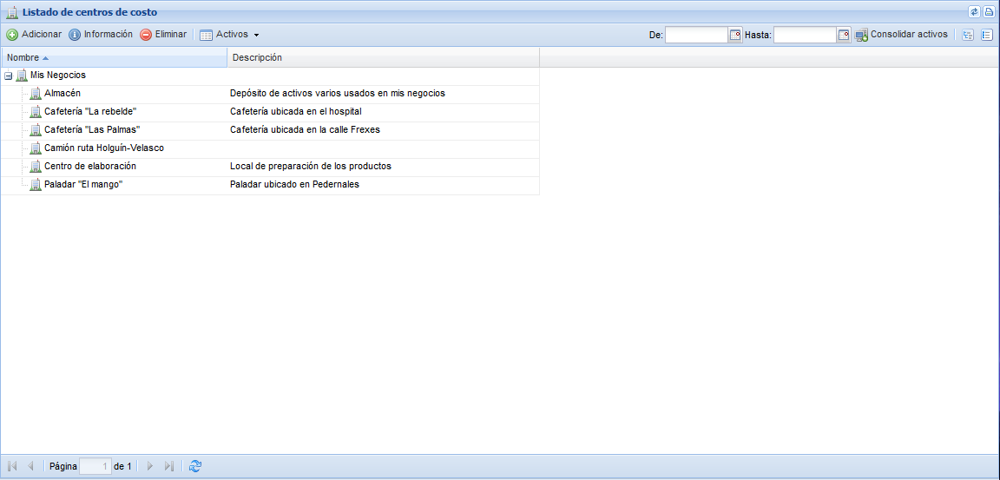 Listado de centros de costo
Adicionar Información Eliminar Activos De: Hasta: Consolidar activos
Nombre Descripción
Mis Negocios
Almacén Depósito de activos varios usados en mis negocios
Cafetería "La rebelde" Cafetería ubicada en el hospital
Cafetería "Las Palmas" Cafetería ubicada en la calle Frexes
Camión ruta Holguín-Velasco
Centro de elaboración Local de preparación de los productos
Paladar "El mango" Paladar ubicado en Pedernales
Página 1 de 1